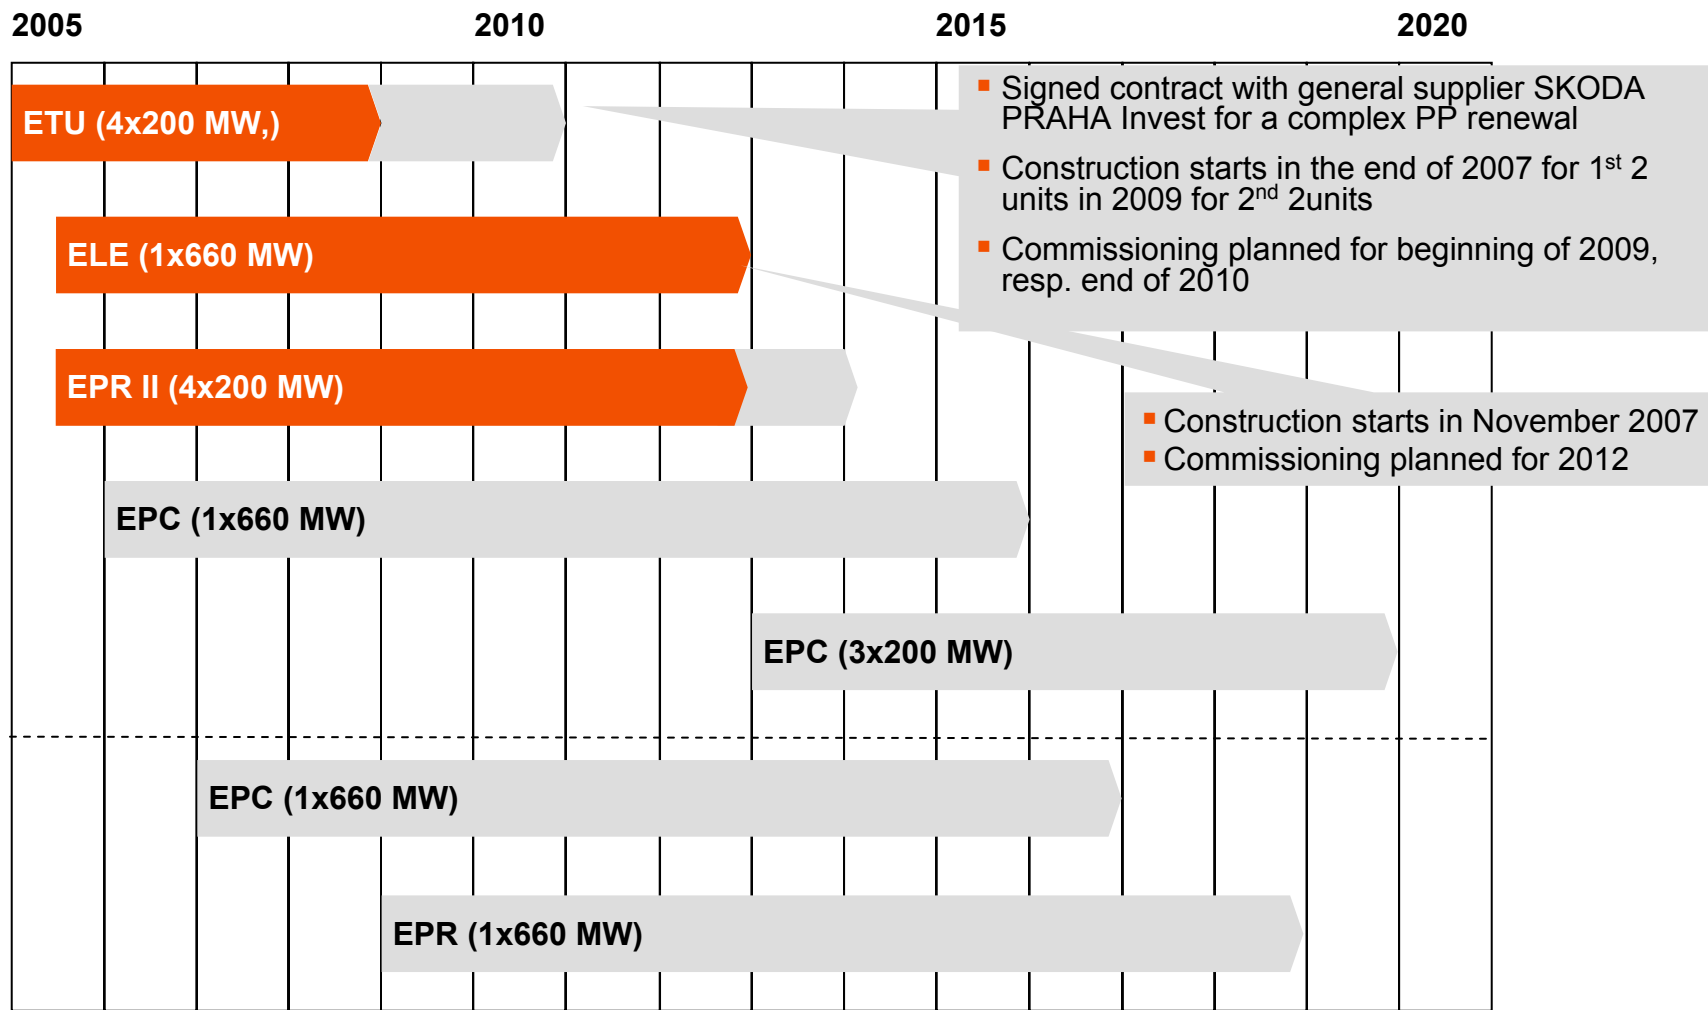 2005 2010 2015 2020
ETU (4x200 MW,)
▪ Signed contract with general supplier SKODA
PRAHA Invest for a complex PP renewal
▪ Construction starts in the end of 2007 for 1st 2
units in 2009 for 2nd 2units
▪ Commissioning planned for beginning of 2009,
resp. end of 2010
ELE (1x660 MW)
EPR II (4x200 MW)
▪ Construction starts in November 2007
▪ Commissioning planned for 2012
EPC (1x660 MW)
EPC (3x200 MW)
EPC (1x660 MW)
EPR (1x660 MW)